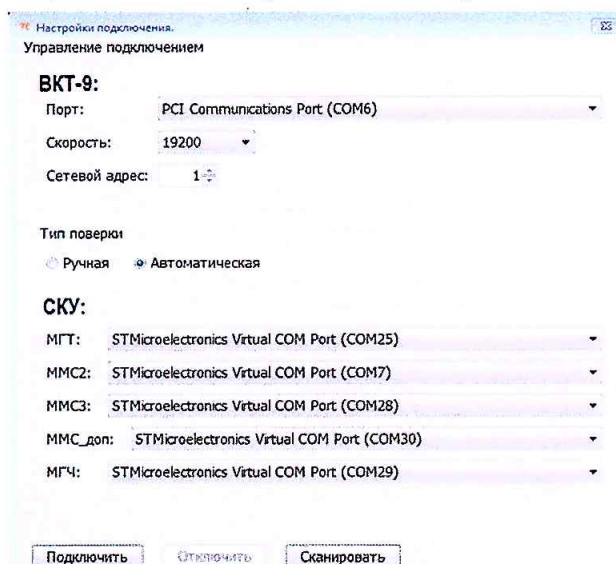 Настройки подключения.
Управление подключением
ВКТ-9:
Порт: PCI Communications Port (COM6)
Скорость: 19200
Сетевой адрес: 1
Тип поверки
Ручная Автоматическая
СКУ:
МГТ: STMicroelectronics Virtual COM Port (COM25)
ММС2: STMicroelectronics Virtual COM Port (COM7)
ММС3: STMicroelectronics Virtual COM Port (COM28)
ММС_доп: STMicroelectronics Virtual COM Port (COM30)
МГЧ: STMicroelectronics Virtual COM Port (COM29)
Подключить Отключить Сканировать